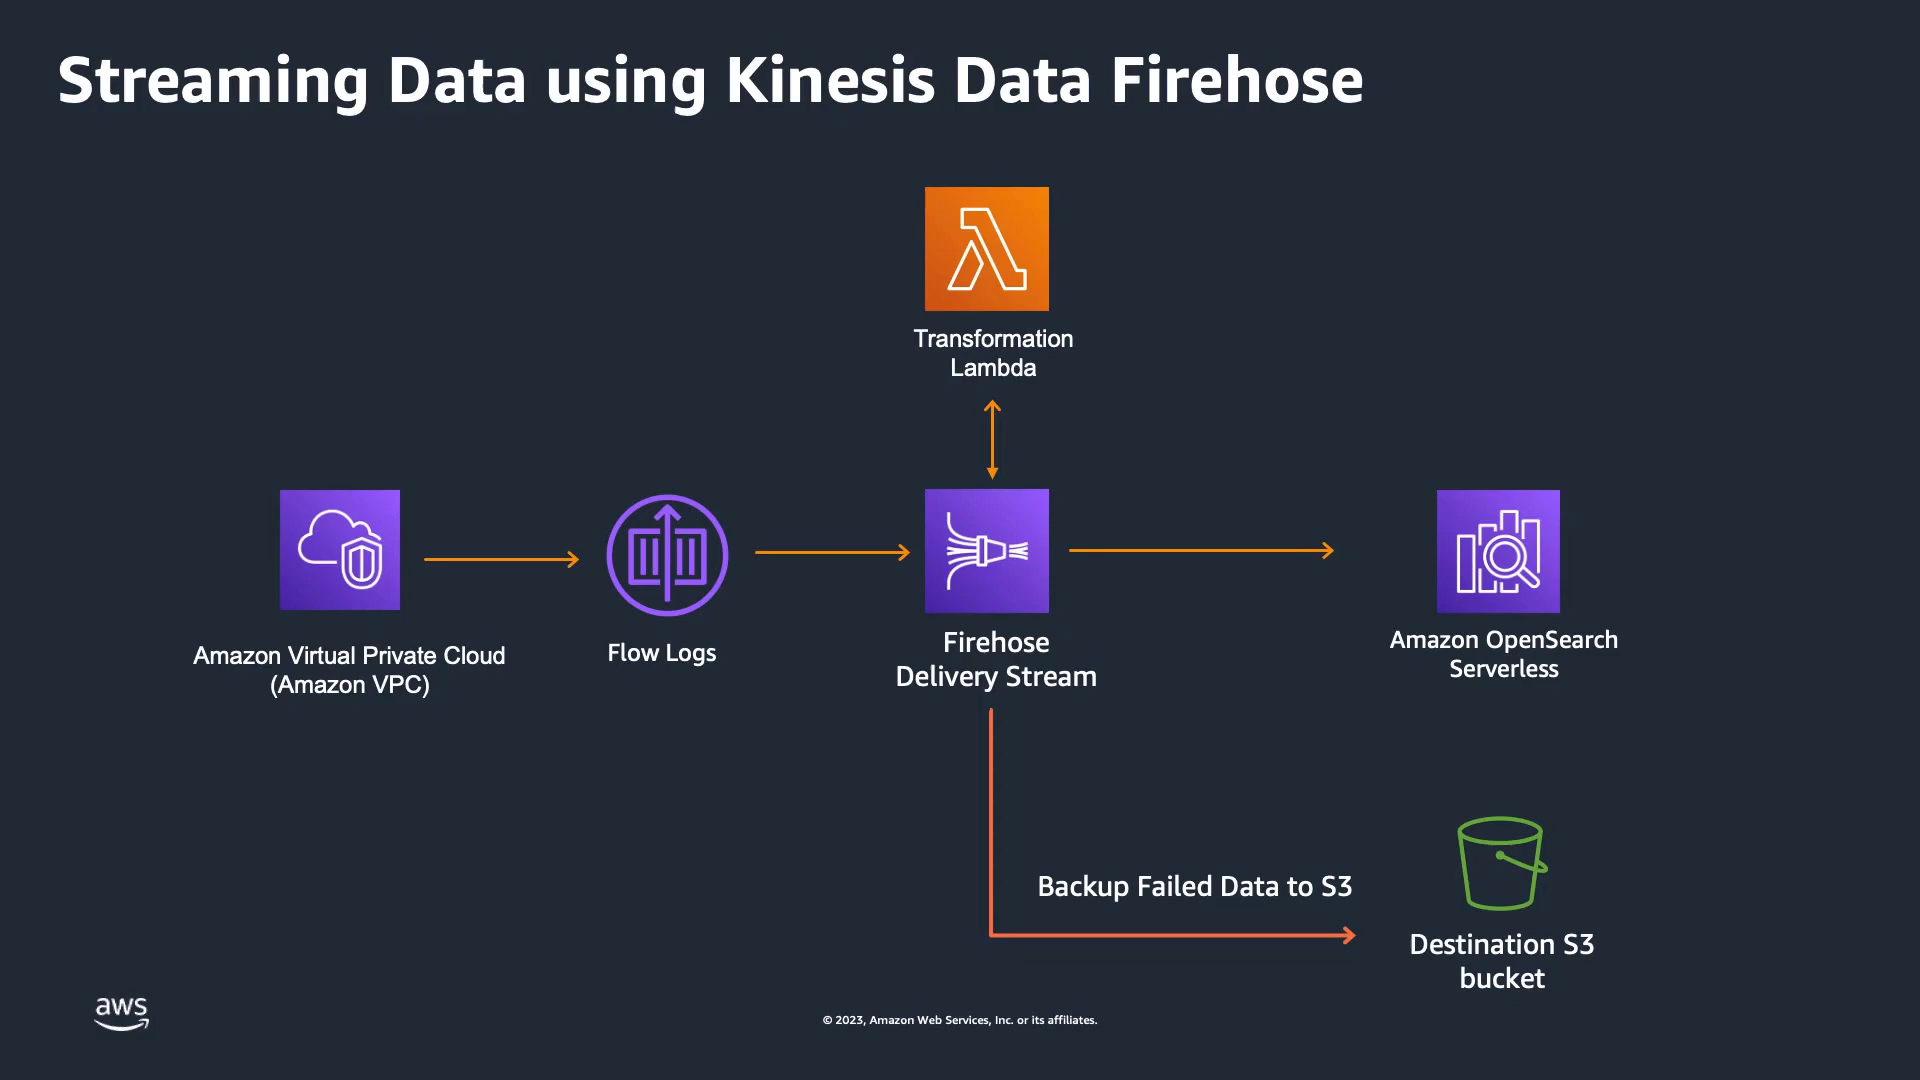 Streaming Data using Kinesis Data Firehose
Transformation
Lambda
Amazon Virtual Private Cloud
(Amazon VPC)
Flow Logs
Firehose
Delivery Stream
Amazon OpenSearch
Serverless
Backup Failed Data to S3
Destination S3
bucket
aws
© 2023, Amazon Web Services, Inc. or its affiliates.